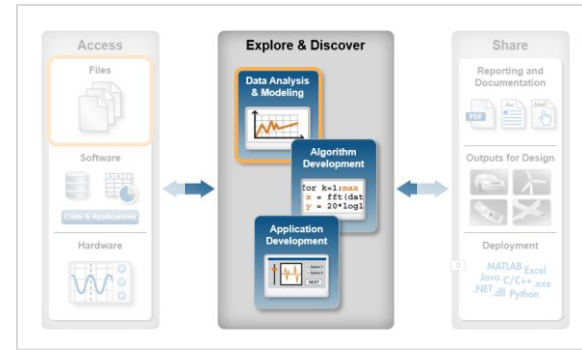 Access
Files
Software
Code & Applications
Hardware
Explore & Discover
Data Analysis
& Modeling
Algorithm
Development
for k=1:max
x = fft(dat
y = 20*log1
Application
Development
NEXT
Share
Reporting and
Documentation
PDF
Outputs for Design
Deployment
MATLAB Excel
Java C/C++ .exe
.NET .dll Python